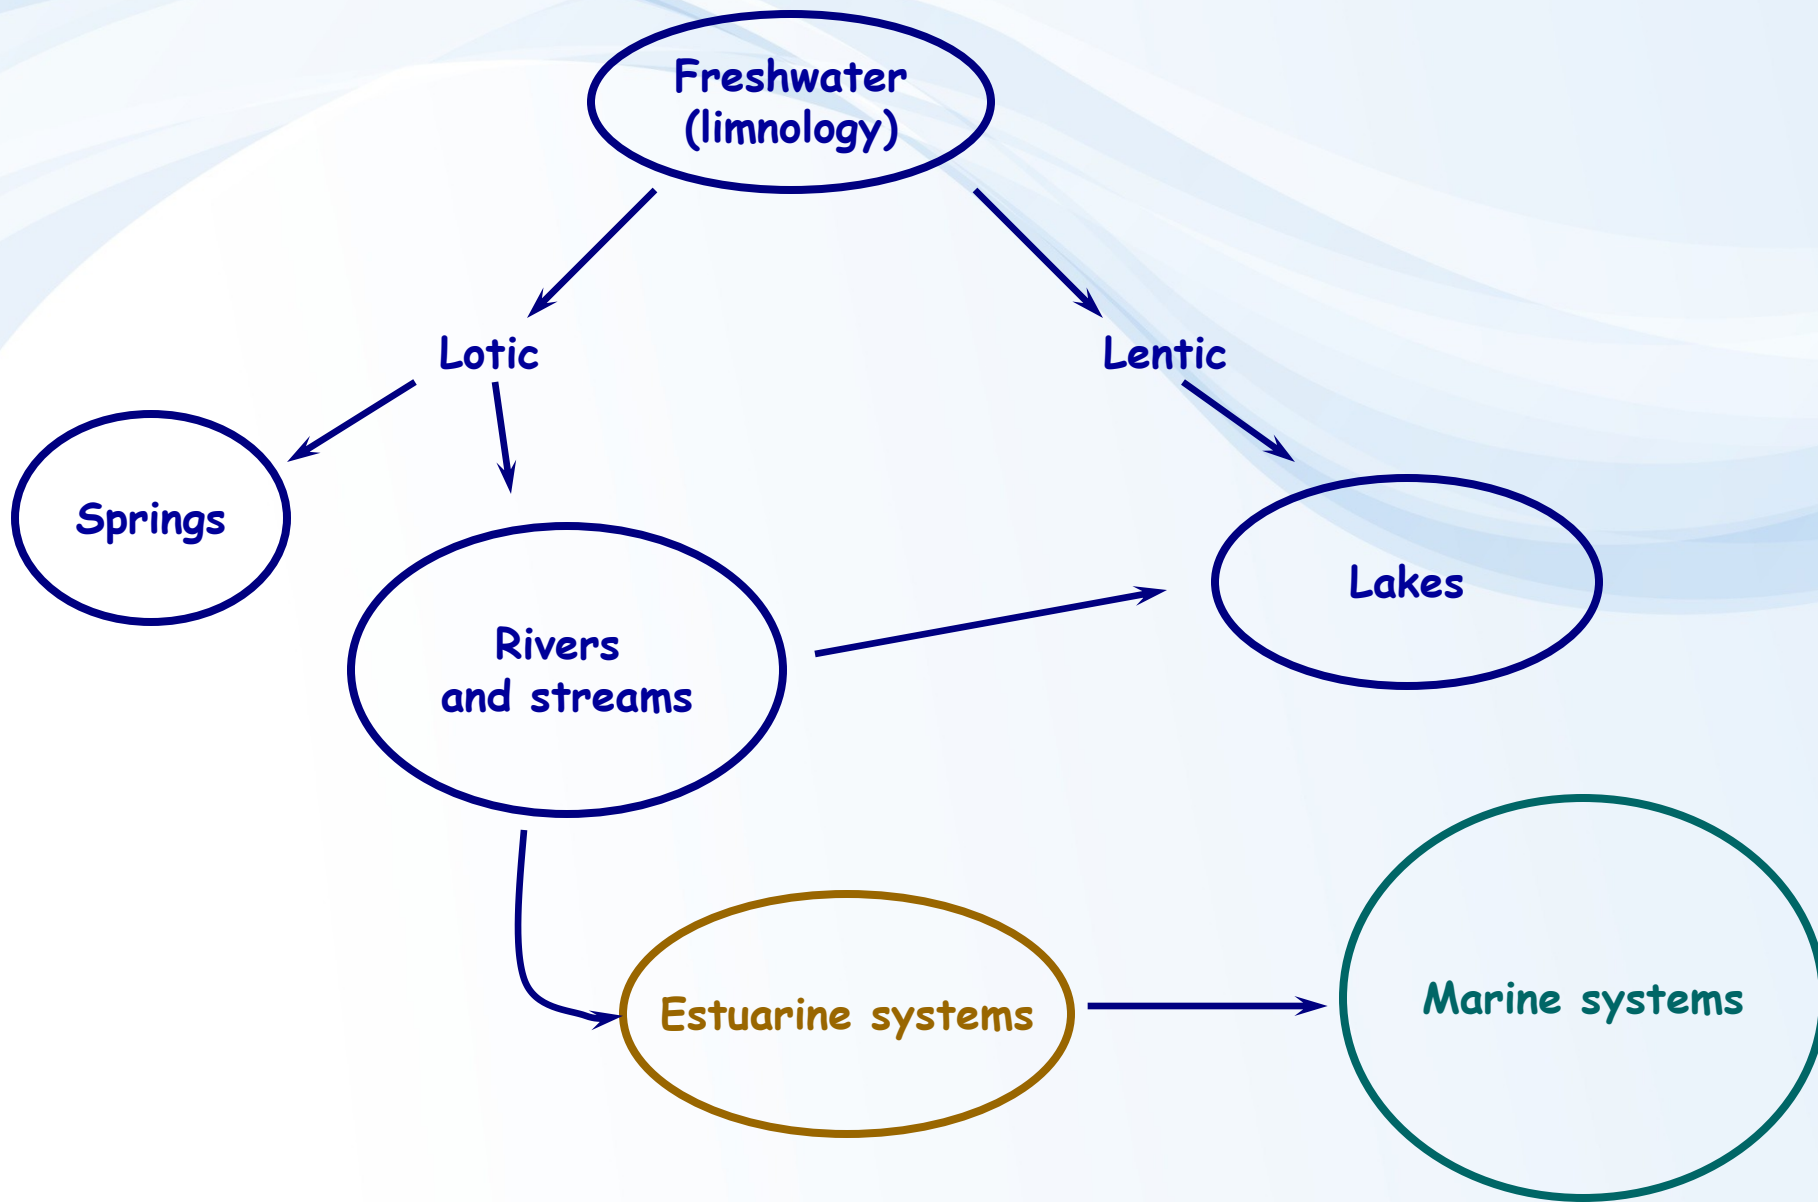 Freshwater
(limnology)
Lotic
Lentic
Springs
Lakes
Rivers
and streams
Estuarine systems
Marine systems